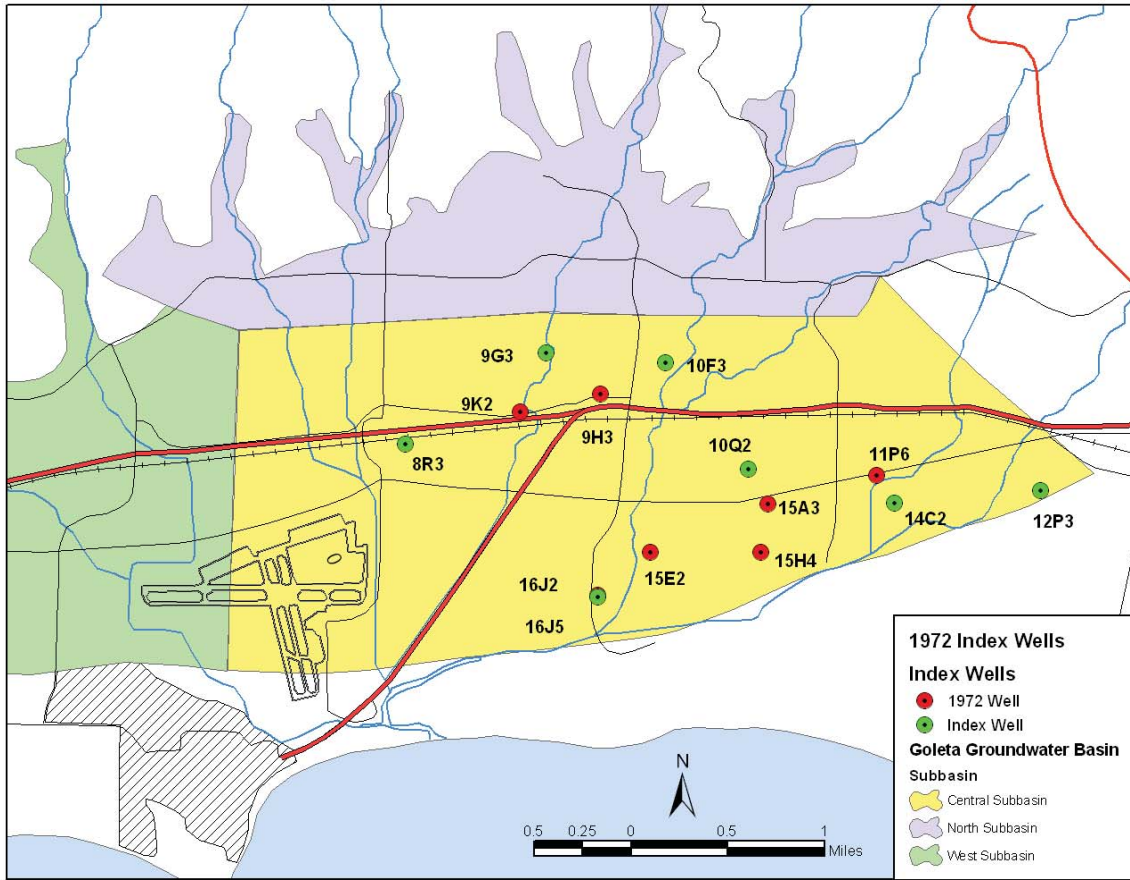 9G3
10F3
9K2
9H3
8R3
10Q2
11P6
15A3
14C2
12P3
15E2
15H4
16J2
16J5
1972 Index Wells
Index Wells
1972 Well
Index Well
Goleta Groundwater Basin
Subbasin
Central Subbasin
North Subbasin
West Subbasin
N
0.5 0.25 0 0.5 1
Miles